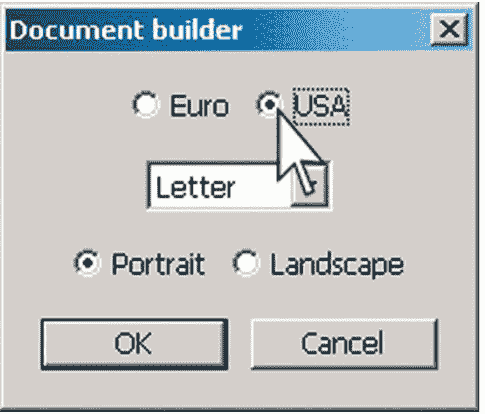 Document builder
Euro USA
Letter
Portrait Landscape
OK Cancel